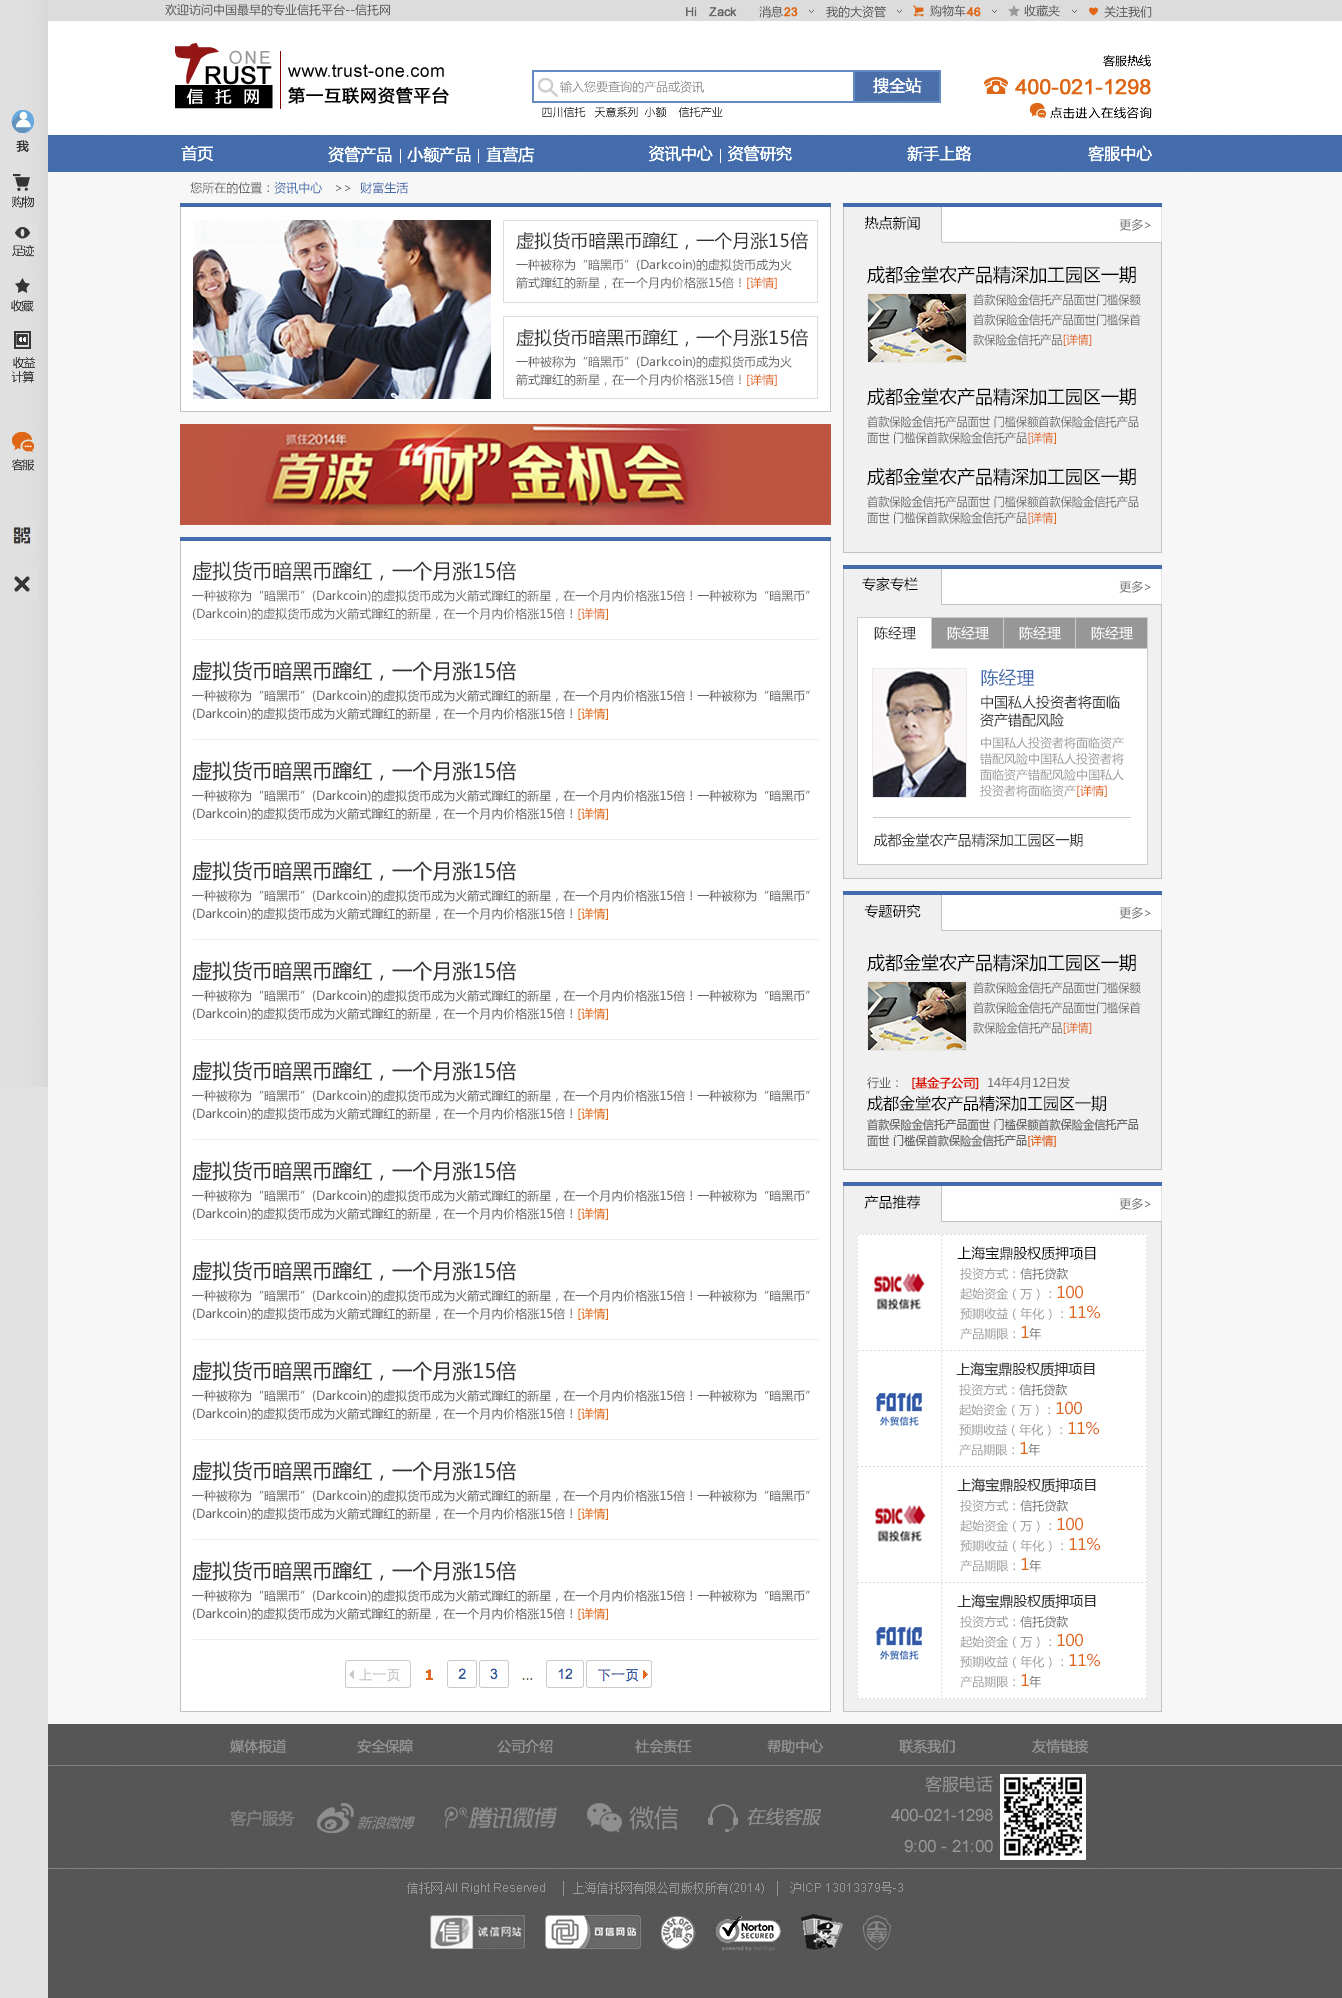 欢迎访问中国最早的专业信托平台--信托网
Hi Zack 消息23 我的大资管 购物车46 收藏夹 关注我们
ONE
TRUST
信托网
www.trust-one.com
第一互联网资管平台
输入您要查询的产品或资讯
搜全站
四川信托 天意系列 小额 信托产业
客服热线
400-021-1298
点击进入在线咨询
我
购物
足迹
收藏
收益
计算
客服
首页 资管产品 | 小额产品 | 直营店 资讯中心 | 资管研究 新手上路 客服中心
您所在的位置：资讯中心 >> 财富生活
虚拟货币暗黑币蹿红，一个月涨15倍
一种被称为“暗黑币”(Darkcoin)的虚拟货币成为火
箭式蹿红的新星，在一个月内价格涨15倍！[详情]
虚拟货币暗黑币蹿红，一个月涨15倍
一种被称为“暗黑币”(Darkcoin)的虚拟货币成为火
箭式蹿红的新星，在一个月内价格涨15倍！[详情]
抓住2014年
首波“财”金机会
虚拟货币暗黑币蹿红，一个月涨15倍
一种被称为“暗黑币”(Darkcoin)的虚拟货币成为火箭式蹿红的新星，在一个月内价格涨15倍！一种被称为“暗黑币”
(Darkcoin)的虚拟货币成为火箭式蹿红的新星，在一个月内价格涨15倍！[详情]
虚拟货币暗黑币蹿红，一个月涨15倍
一种被称为“暗黑币”(Darkcoin)的虚拟货币成为火箭式蹿红的新星，在一个月内价格涨15倍！一种被称为“暗黑币”
(Darkcoin)的虚拟货币成为火箭式蹿红的新星，在一个月内价格涨15倍！[详情]
虚拟货币暗黑币蹿红，一个月涨15倍
一种被称为“暗黑币”(Darkcoin)的虚拟货币成为火箭式蹿红的新星，在一个月内价格涨15倍！一种被称为“暗黑币”
(Darkcoin)的虚拟货币成为火箭式蹿红的新星，在一个月内价格涨15倍！[详情]
虚拟货币暗黑币蹿红，一个月涨15倍
一种被称为“暗黑币”(Darkcoin)的虚拟货币成为火箭式蹿红的新星，在一个月内价格涨15倍！一种被称为“暗黑币”
(Darkcoin)的虚拟货币成为火箭式蹿红的新星，在一个月内价格涨15倍！[详情]
虚拟货币暗黑币蹿红，一个月涨15倍
一种被称为“暗黑币”(Darkcoin)的虚拟货币成为火箭式蹿红的新星，在一个月内价格涨15倍！一种被称为“暗黑币”
(Darkcoin)的虚拟货币成为火箭式蹿红的新星，在一个月内价格涨15倍！[详情]
虚拟货币暗黑币蹿红，一个月涨15倍
一种被称为“暗黑币”(Darkcoin)的虚拟货币成为火箭式蹿红的新星，在一个月内价格涨15倍！一种被称为“暗黑币”
(Darkcoin)的虚拟货币成为火箭式蹿红的新星，在一个月内价格涨15倍！[详情]
虚拟货币暗黑币蹿红，一个月涨15倍
一种被称为“暗黑币”(Darkcoin)的虚拟货币成为火箭式蹿红的新星，在一个月内价格涨15倍！一种被称为“暗黑币”
(Darkcoin)的虚拟货币成为火箭式蹿红的新星，在一个月内价格涨15倍！[详情]
虚拟货币暗黑币蹿红，一个月涨15倍
一种被称为“暗黑币”(Darkcoin)的虚拟货币成为火箭式蹿红的新星，在一个月内价格涨15倍！一种被称为“暗黑币”
(Darkcoin)的虚拟货币成为火箭式蹿红的新星，在一个月内价格涨15倍！[详情]
虚拟货币暗黑币蹿红，一个月涨15倍
一种被称为“暗黑币”(Darkcoin)的虚拟货币成为火箭式蹿红的新星，在一个月内价格涨15倍！一种被称为“暗黑币”
(Darkcoin)的虚拟货币成为火箭式蹿红的新星，在一个月内价格涨15倍！[详情]
虚拟货币暗黑币蹿红，一个月涨15倍
一种被称为“暗黑币”(Darkcoin)的虚拟货币成为火箭式蹿红的新星，在一个月内价格涨15倍！一种被称为“暗黑币”
(Darkcoin)的虚拟货币成为火箭式蹿红的新星，在一个月内价格涨15倍！[详情]
虚拟货币暗黑币蹿红，一个月涨15倍
一种被称为“暗黑币”(Darkcoin)的虚拟货币成为火箭式蹿红的新星，在一个月内价格涨15倍！一种被称为“暗黑币”
(Darkcoin)的虚拟货币成为火箭式蹿红的新星，在一个月内价格涨15倍！[详情]
上一页 1 2 3 ... 12 下一页
热点新闻 更多>
成都金堂农产品精深加工园区一期
首款保险金信托产品面世门槛保额
首款保险金信托产品面世门槛保首
款保险金信托产品[详情]
成都金堂农产品精深加工园区一期
首款保险金信托产品面世 门槛保额首款保险金信托产品
面世 门槛保首款保险金信托产品[详情]
成都金堂农产品精深加工园区一期
首款保险金信托产品面世 门槛保额首款保险金信托产品
面世 门槛保首款保险金信托产品[详情]
专家专栏 更多>
陈经理 陈经理 陈经理 陈经理
陈经理
中国私人投资者将面临
资产错配风险
中国私人投资者将面临资产
错配风险中国私人投资者将
面临资产错配风险中国私人
投资者将面临资产[详情]
成都金堂农产品精深加工园区一期
专题研究 更多>
成都金堂农产品精深加工园区一期
首款保险金信托产品面世门槛保额
首款保险金信托产品面世门槛保首
款保险金信托产品[详情]
行业： [基金子公司] 14年4月12日发
成都金堂农产品精深加工园区一期
首款保险金信托产品面世 门槛保额首款保险金信托产品
面世 门槛保首款保险金信托产品[详情]
产品推荐 更多>
SDIC
国投信托
上海宝鼎股权质押项目
投资方式：信托贷款
起始资金（万）：100
预期收益（年化）：11%
产品期限：1年
FOTIC
外贸信托
上海宝鼎股权质押项目
投资方式：信托贷款
起始资金（万）：100
预期收益（年化）：11%
产品期限：1年
SDIC
国投信托
上海宝鼎股权质押项目
投资方式：信托贷款
起始资金（万）：100
预期收益（年化）：11%
产品期限：1年
FOTIC
外贸信托
上海宝鼎股权质押项目
投资方式：信托贷款
起始资金（万）：100
预期收益（年化）：11%
产品期限：1年
媒体报道 安全保障 公司介绍 社会责任 帮助中心 联系我们 友情链接
客户服务 新浪微博 腾讯微博 微信 在线客服
客服电话
400-021-1298
9:00 - 21:00
信托网 All Right Reserved | 上海信托网有限公司版权所有(2014) | 沪ICP 13013379号-3
信 诚信网站 可信网站 信 Norton
SECURED